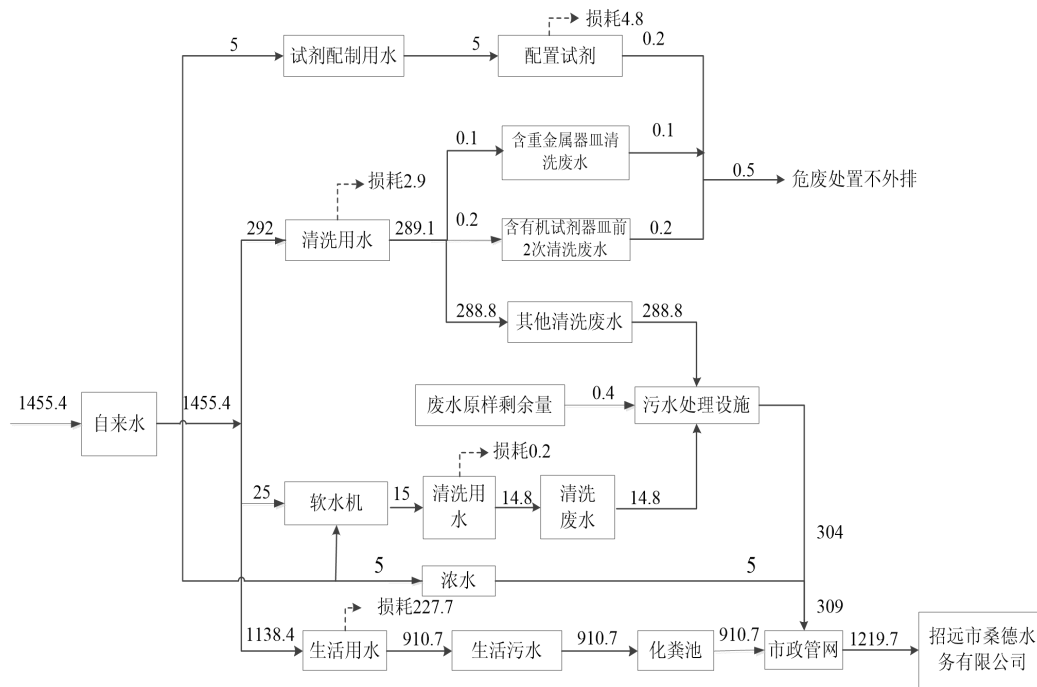 损耗4.8
5
试剂配制用水
5
配置试剂
0.2
0.1
含重金属器皿清
洗废水
0.1
损耗2.9
0.5
危废处置不外排
292
清洗用水
289.1
0.2
含有机试剂器皿前
2次清洗废水
0.2
288.8
其他清洗废水
288.8
1455.4
自来水
1455.4
废水原样剩余量
0.4
污水处理设施
损耗0.2
25
软水机
15
清洗用
水
14.8
清洗
废水
14.8
304
5
浓水
5
损耗227.7
309
1138.4
生活用水
910.7
生活污水
910.7
化粪池
910.7
市政管网
1219.7
招远市桑德水
务有限公司